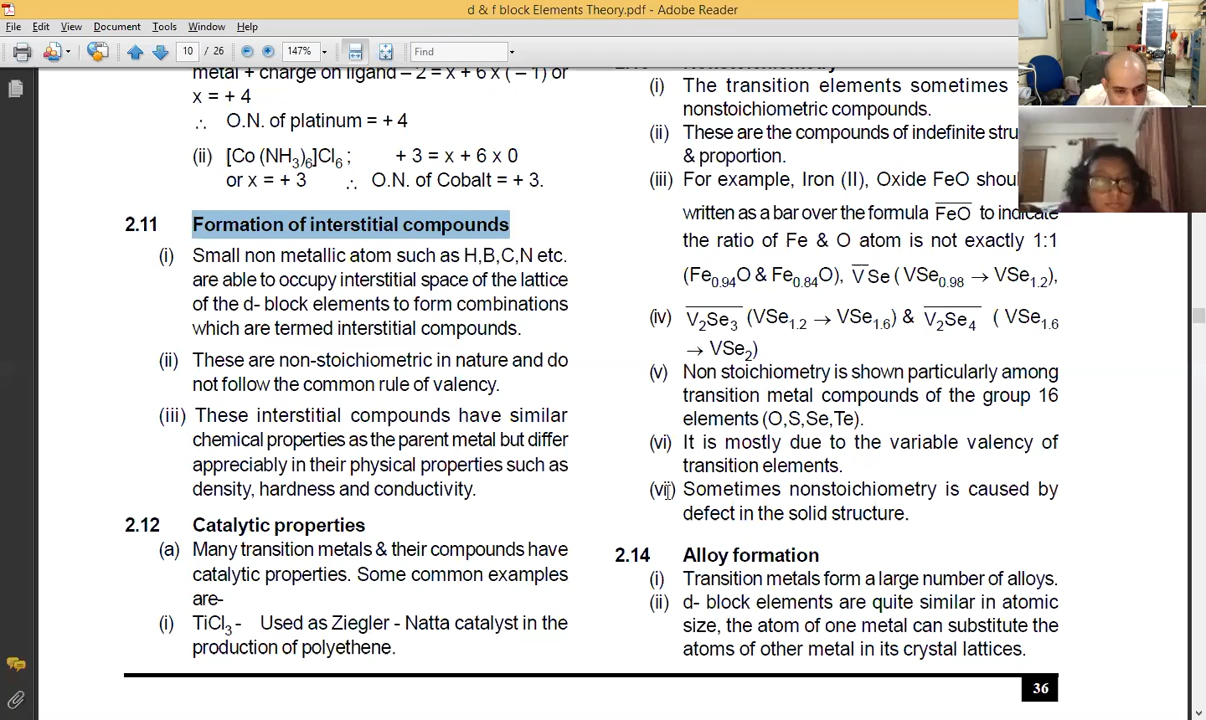 d & f block Elements Theory.pdf - Adobe Reader
File Edit View Document Tools Window Help
10 / 26 147% Find
metal + charge on ligand – 2 = x + 6 x ( – 1) or
x = + 4
∴ O.N. of platinum = + 4
(ii) [Co (NH3)6]Cl6 ; + 3 = x + 6 x 0
or x = + 3 ∴ O.N. of Cobalt = + 3.
2.11 Formation of interstitial compounds
(i) Small non metallic atom such as H,B,C,N etc.
are able to occupy interstitial space of the lattice
of the d- block elements to form combinations
which are termed interstitial compounds.
(ii) These are non-stoichiometric in nature and do
not follow the common rule of valency.
(iii) These interstitial compounds have similar
chemical properties as the parent metal but differ
appreciably in their physical properties such as
density, hardness and conductivity.
2.12 Catalytic properties
(a) Many transition metals & their compounds have
catalytic properties. Some common examples
are-
(i) TiCl3 - Used as Ziegler - Natta catalyst in the
production of polyethene.
(i) The transition elements sometimes
nonstoichiometric compounds.
(ii) These are the compounds of indefinite stru
& proportion.
(iii) For example, Iron (II), Oxide FeO shoul
written as a bar over the formula FeO to indicate
the ratio of Fe & O atom is not exactly 1:1
(Fe0.94O & Fe0.84O), VSe ( VSe0.98 → VSe1.2),
(iv) V2Se3 (VSe1.2 → VSe1.6) & V2Se4 ( VSe1.6
→ VSe2)
(v) Non stoichiometry is shown particularly among
transition metal compounds of the group 16
elements (O,S,Se,Te).
(vi) It is mostly due to the variable valency of
transition elements.
(vii) Sometimes nonstoichiometry is caused by
defect in the solid structure.
2.14 Alloy formation
(i) Transition metals form a large number of alloys.
(ii) d- block elements are quite similar in atomic
size, the atom of one metal can substitute the
atoms of other metal in its crystal lattices.
36